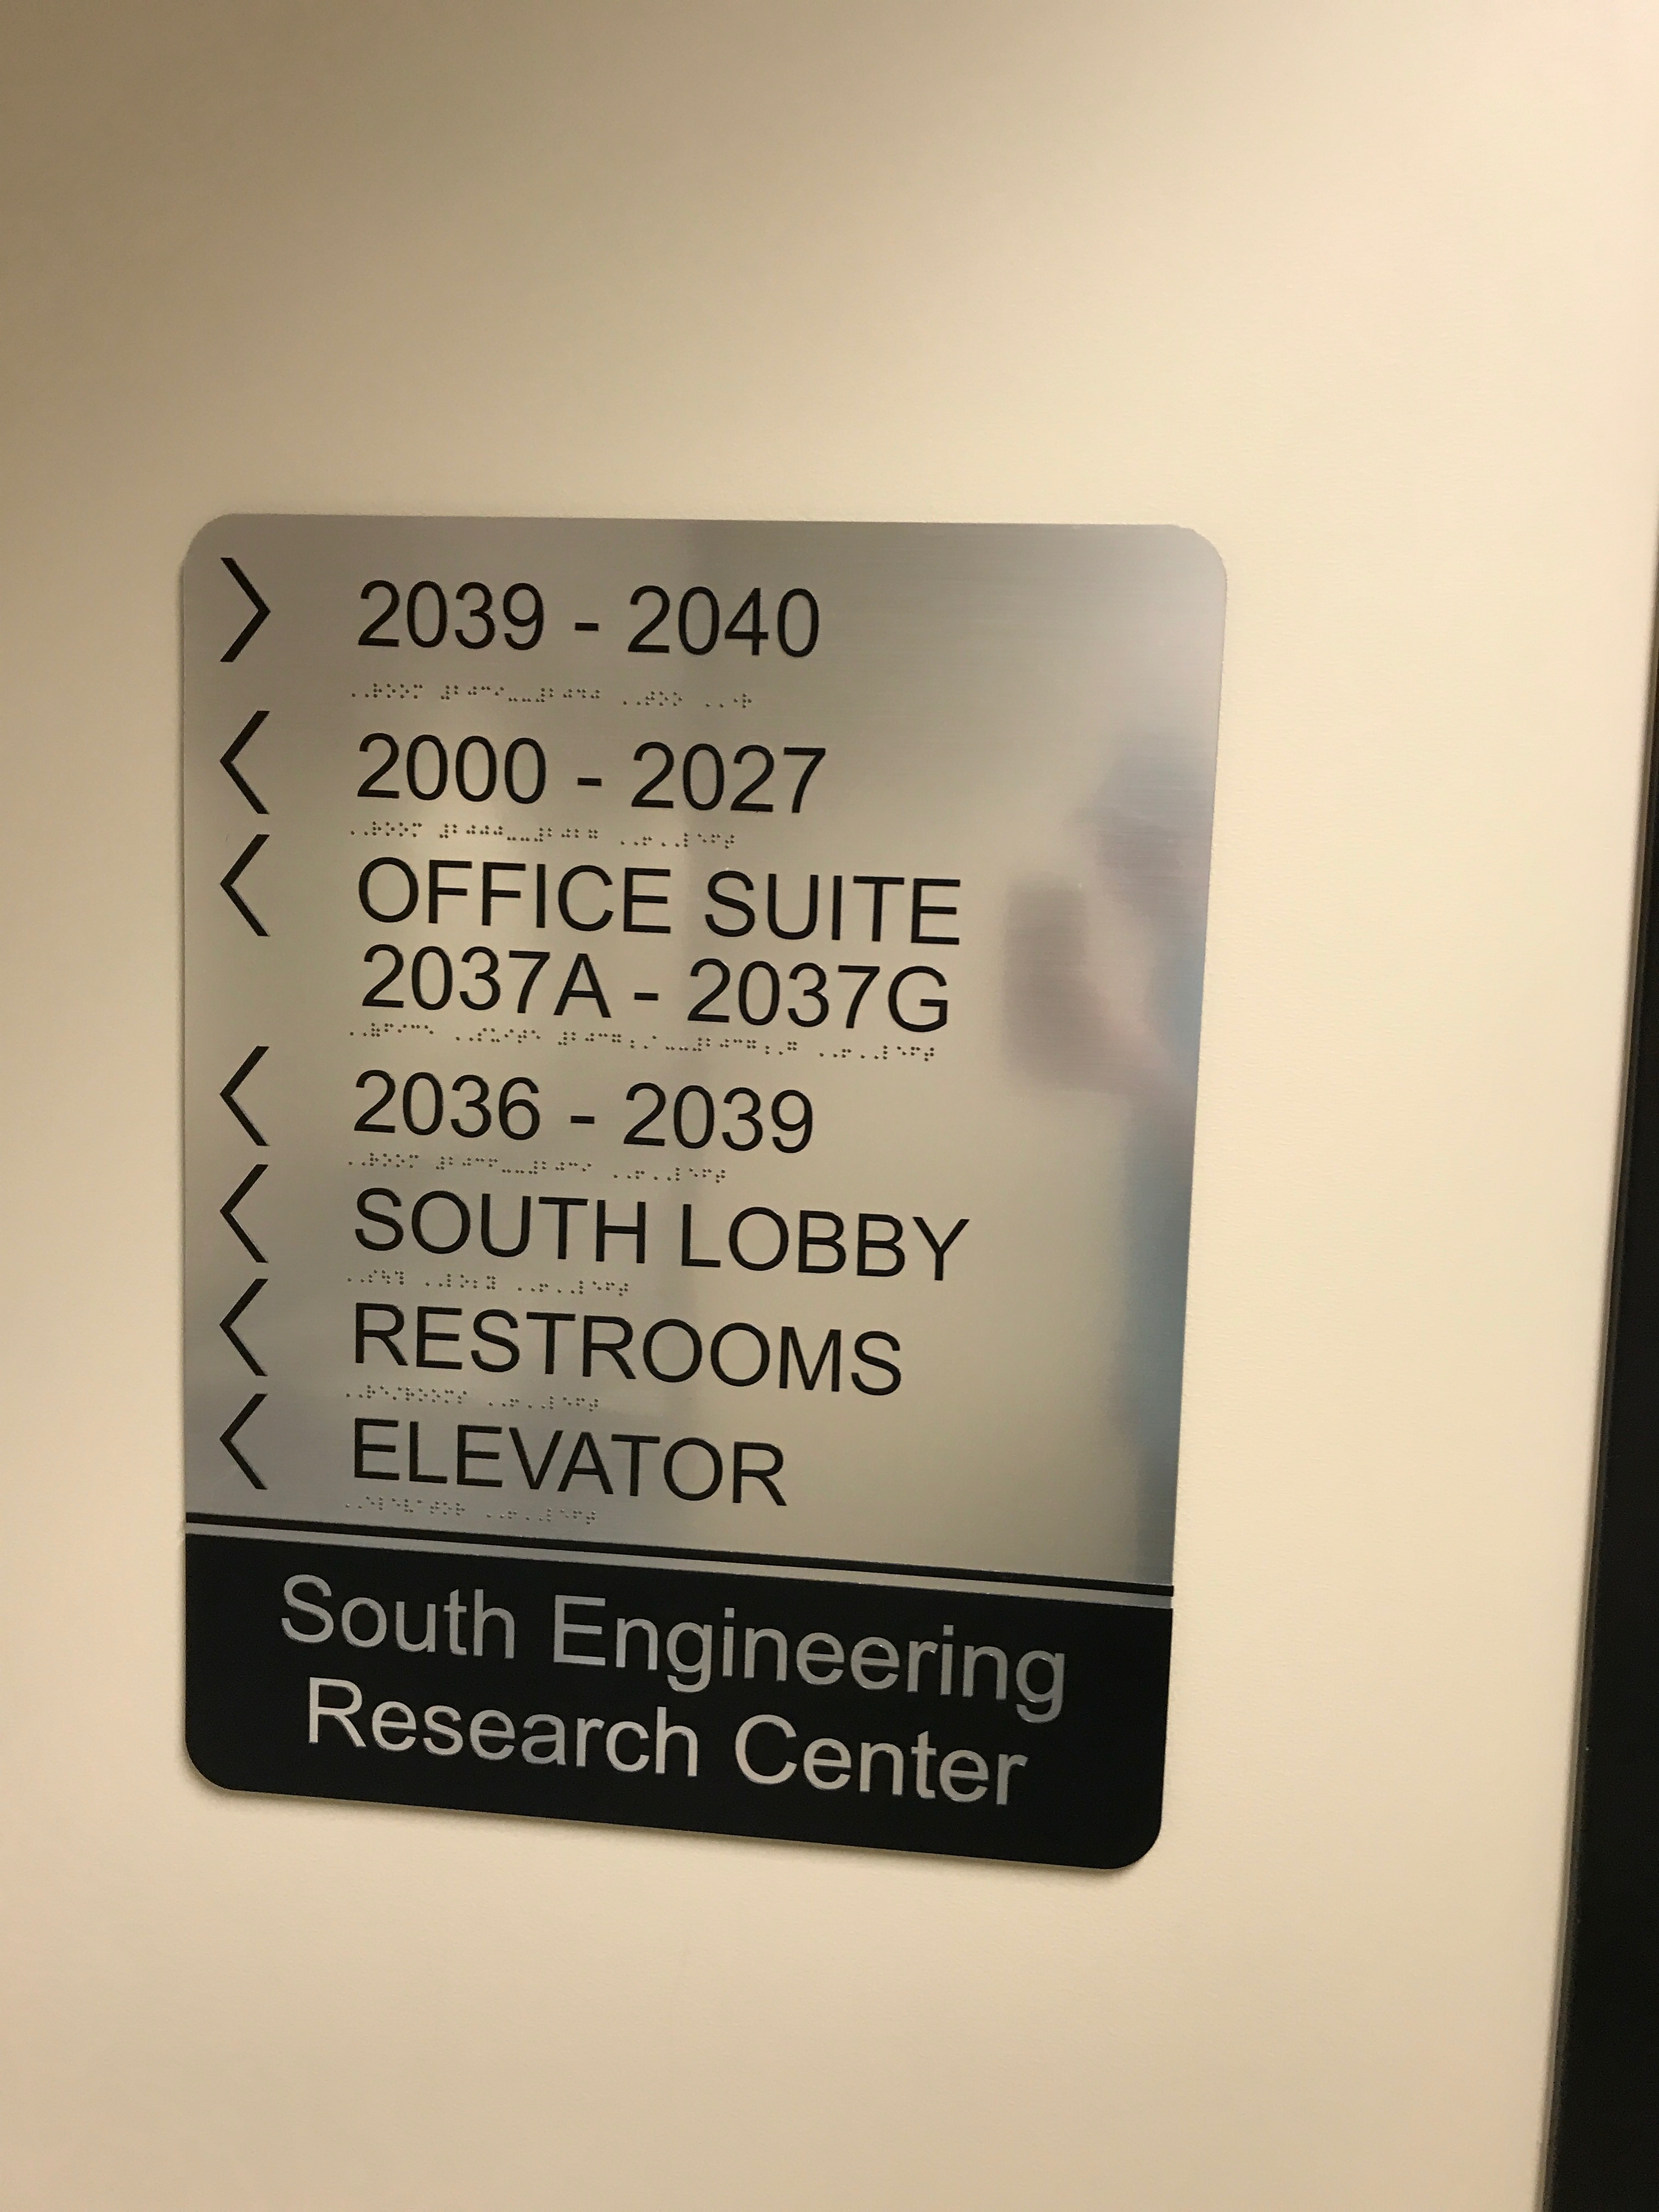 > 2039 - 2040
< 2000 - 2027
< OFFICE SUITE
2037A - 2037G
< 2036 - 2039
< SOUTH LOBBY
< RESTROOMS
< ELEVATOR
South Engineering
Research Center